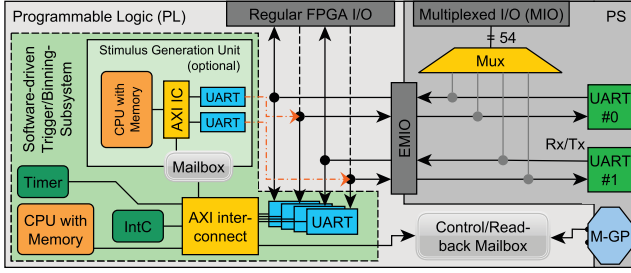 Programmable Logic (PL)
Regular FPGA I/O
Multiplexed I/O (MIO)
PS
54
Mux
Software-driven
Trigger/Binning-
Subsystem
Stimulus Generation Unit
(optional)
CPU with
Memory
AXI IC
UART
UART
Mailbox
EMIO
UART
#0
Rx/Tx
UART
#1
Timer
CPU with
Memory
IntC
AXI inter-
connect
UART
Control/Read-
back Mailbox
M-GP